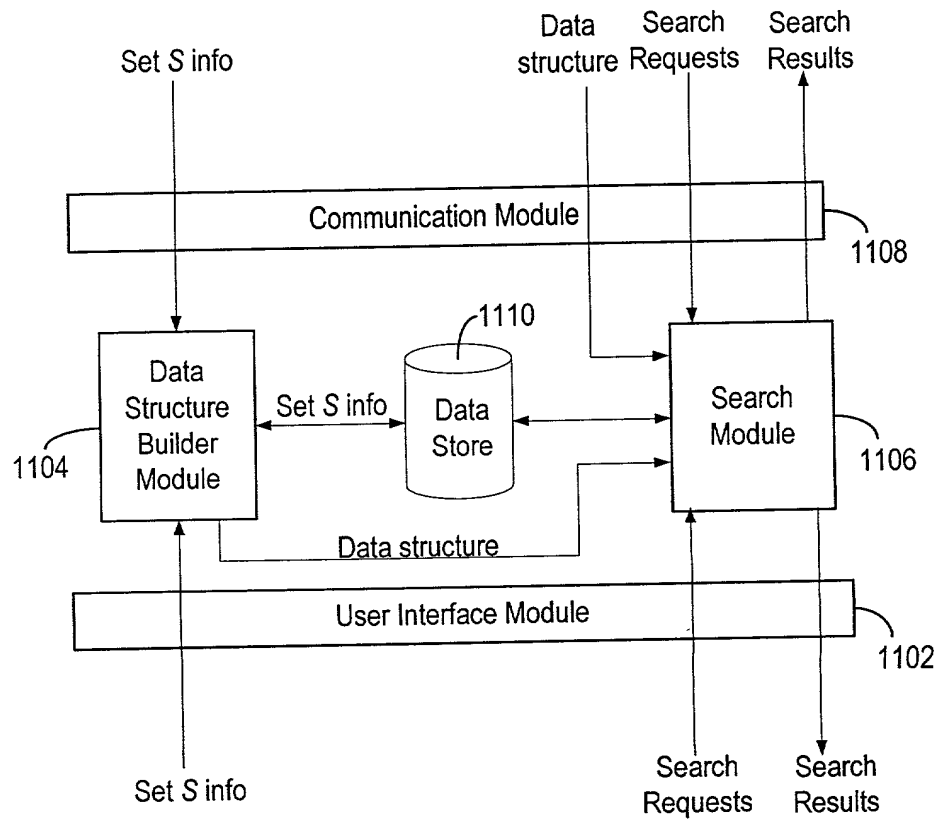 Set S info
Data
structure
Search
Requests
Search
Results
Communication Module
1108
1110
Data
Structure
Builder
Module
1104
Set S info
Data
Store
Search
Module
1106
Data structure
User Interface Module
1102
Set S info
Search
Requests
Search
Results